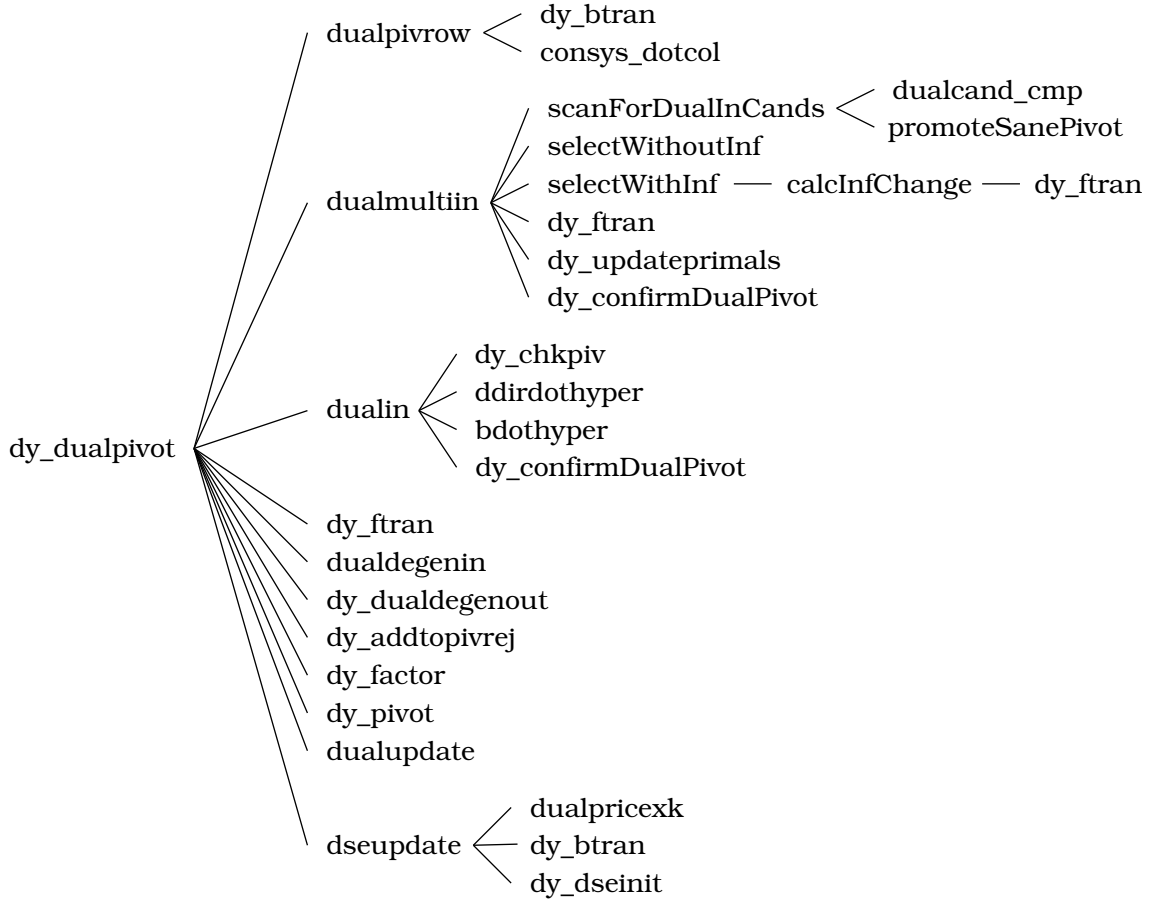 dy_dualpivot
dualpivrow
dy_btran
consys_dotcol
dualmultiin
scanForDualInCands
dualcand_cmp
promoteSanePivot
selectWithoutInf
selectWithInf
calcInfChange
dy_ftran
dy_ftran
dy_updateprimals
dy_confirmDualPivot
dualin
dy_chkpiv
ddirdothyper
bdothyper
dy_confirmDualPivot
dy_ftran
dualdegenin
dy_dualdegenout
dy_addtopivrej
dy_factor
dy_pivot
dualupdate
dseupdate
dualpricexk
dy_btran
dy_dseinit